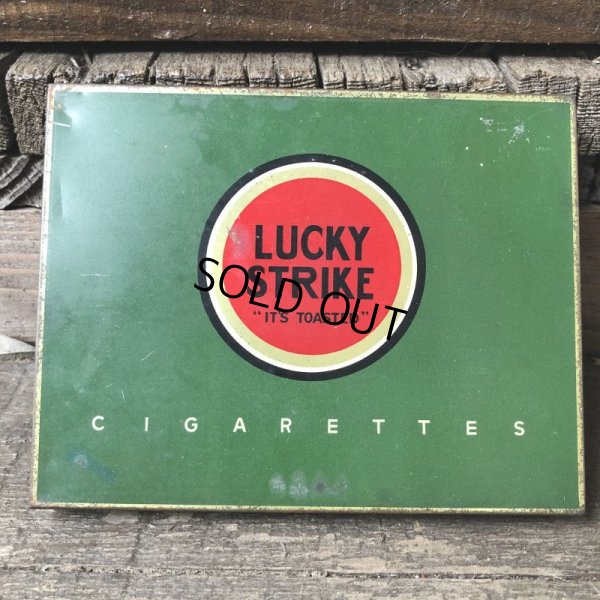 LUCKY
STRIKE
"IT'S TOASTED"
SOLD OUT
CIGARETTES